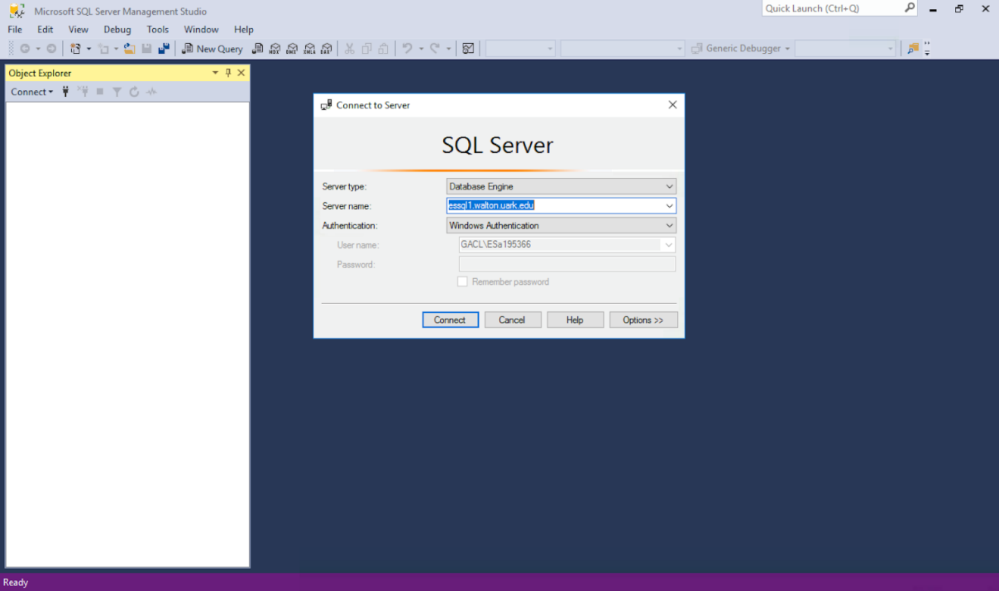 Microsoft SQL Server Management Studio
Quick Launch (Ctrl+Q)
File Edit View Debug Tools Window Help
New Query MDX DMX XMLA DAX Generic Debugger
Object Explorer
Connect
Connect to Server
SQL Server
Server type: Database Engine
Server name: essql1.walton.uark.edu
Authentication: Windows Authentication
User name: GACL\ESa195366
Password:
Remember password
Connect Cancel Help Options >>
Ready